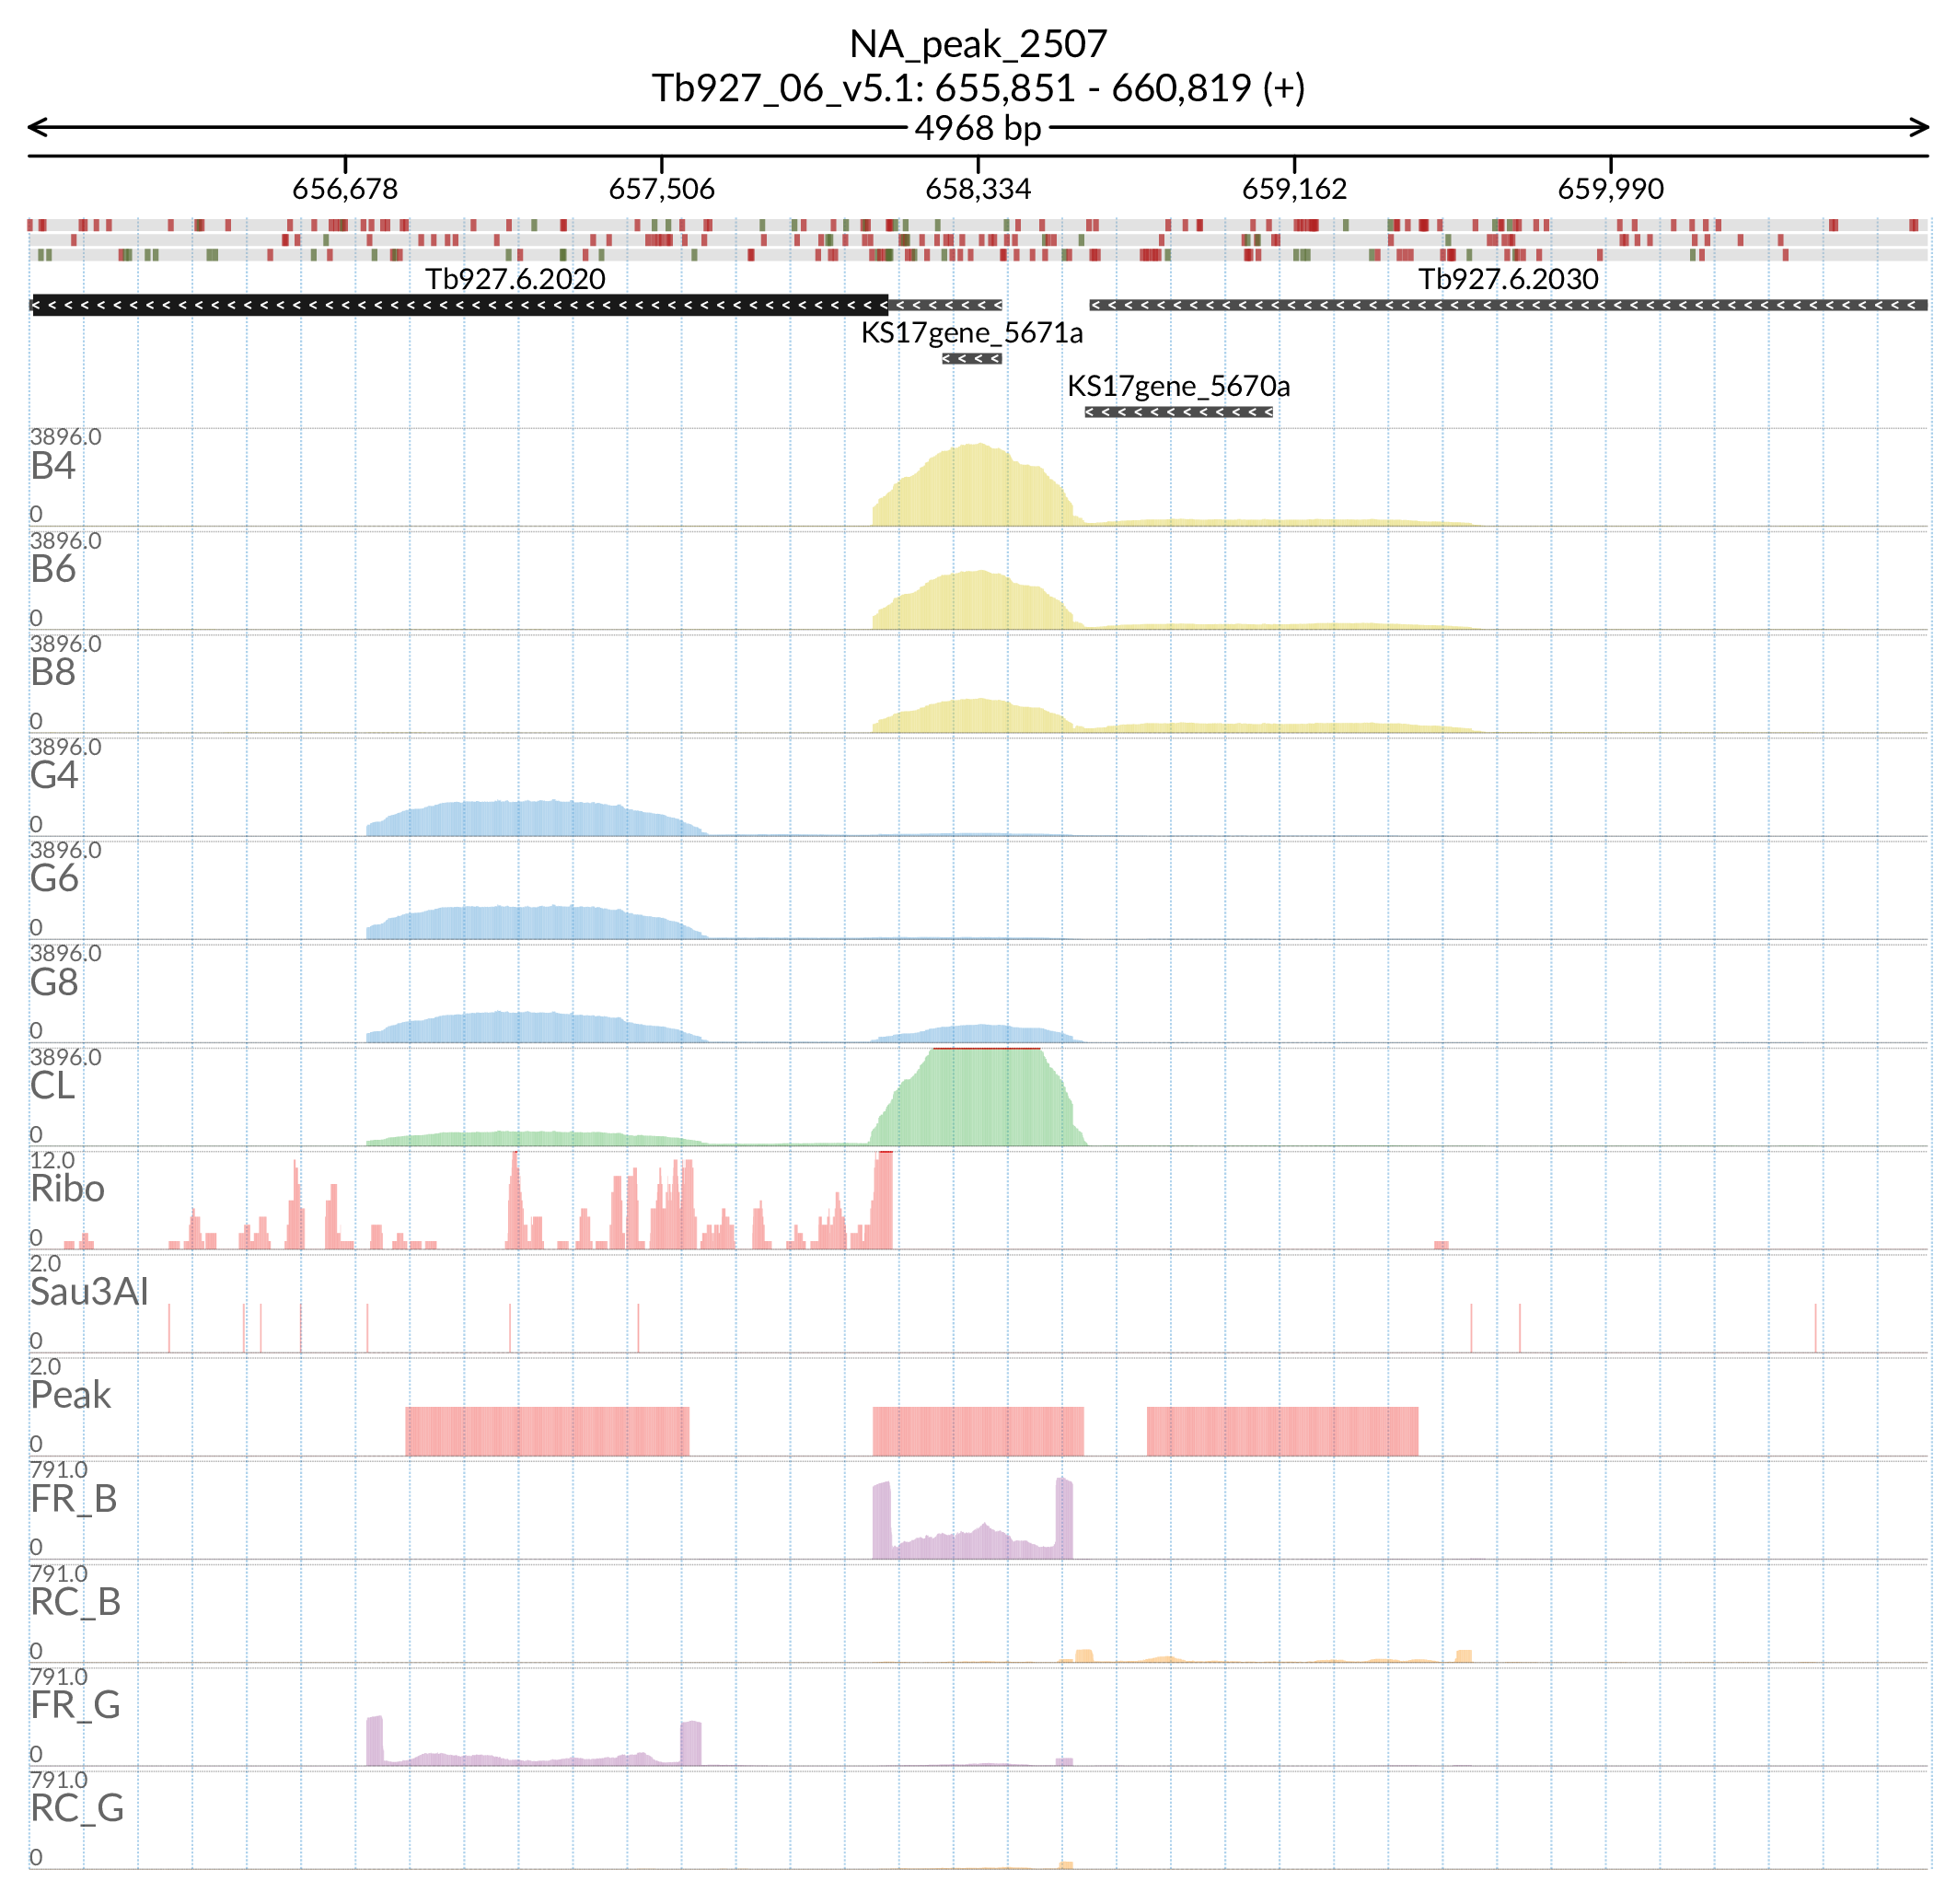 NA_peak_2507
Tb927_06_v5.1: 655,851 - 660,819 (+)
4968 bp
656,678 657,506 658,334 659,162 659,990
Tb927.6.2020 Tb927.6.2030
KS17gene_5671a
KS17gene_5670a
3896.0
B4
0
3896.0
B6
0
3896.0
B8
0
3896.0
G4
0
3896.0
G6
0
3896.0
G8
0
3896.0
CL
0
12.0
Ribo
0
2.0
Sau3AI
0
2.0
Peak
0
791.0
FR_B
0
791.0
RC_B
0
791.0
FR_G
0
791.0
RC_G
0